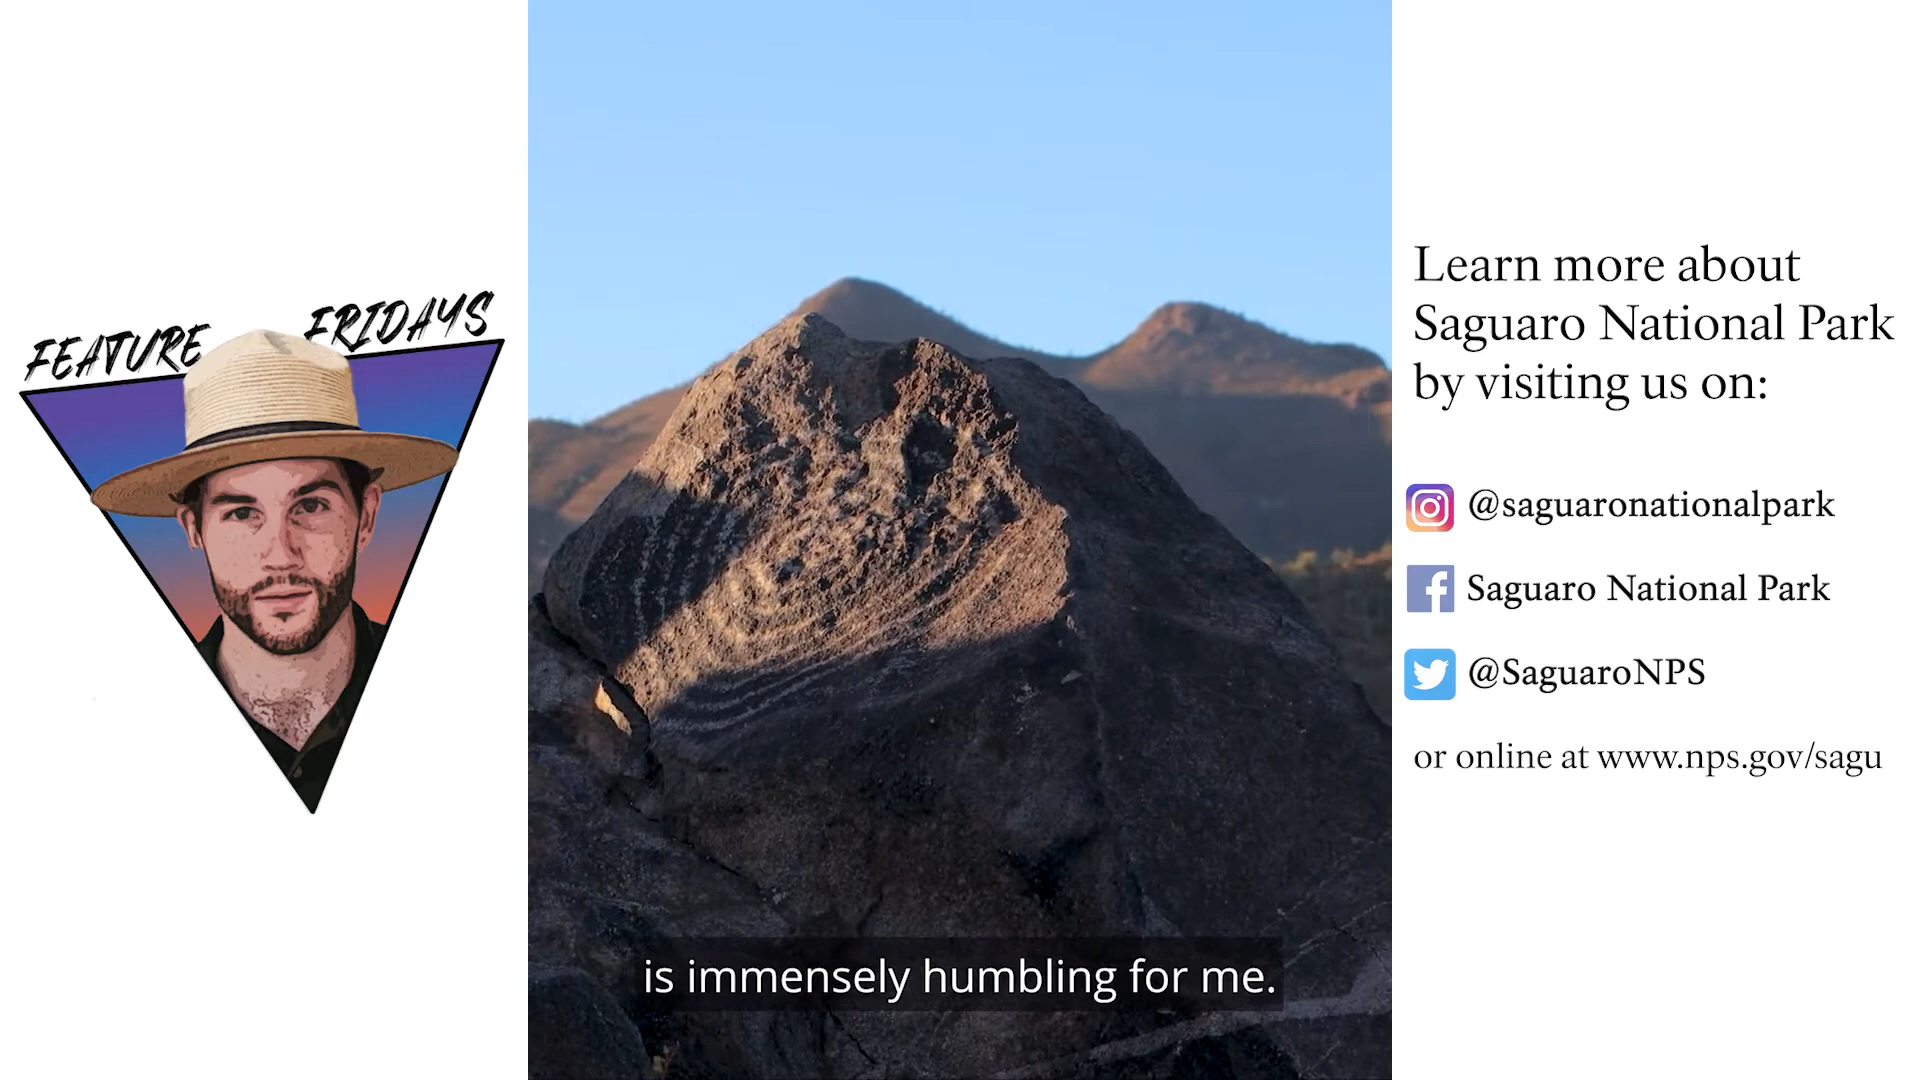 FEATURE FRIDAYS
Learn more about
Saguaro National Park
by visiting us on:
@saguaronationalpark
Saguaro National Park
@SaguaroNPS
or online at www.nps.gov/sagu
is immensely humbling for me.